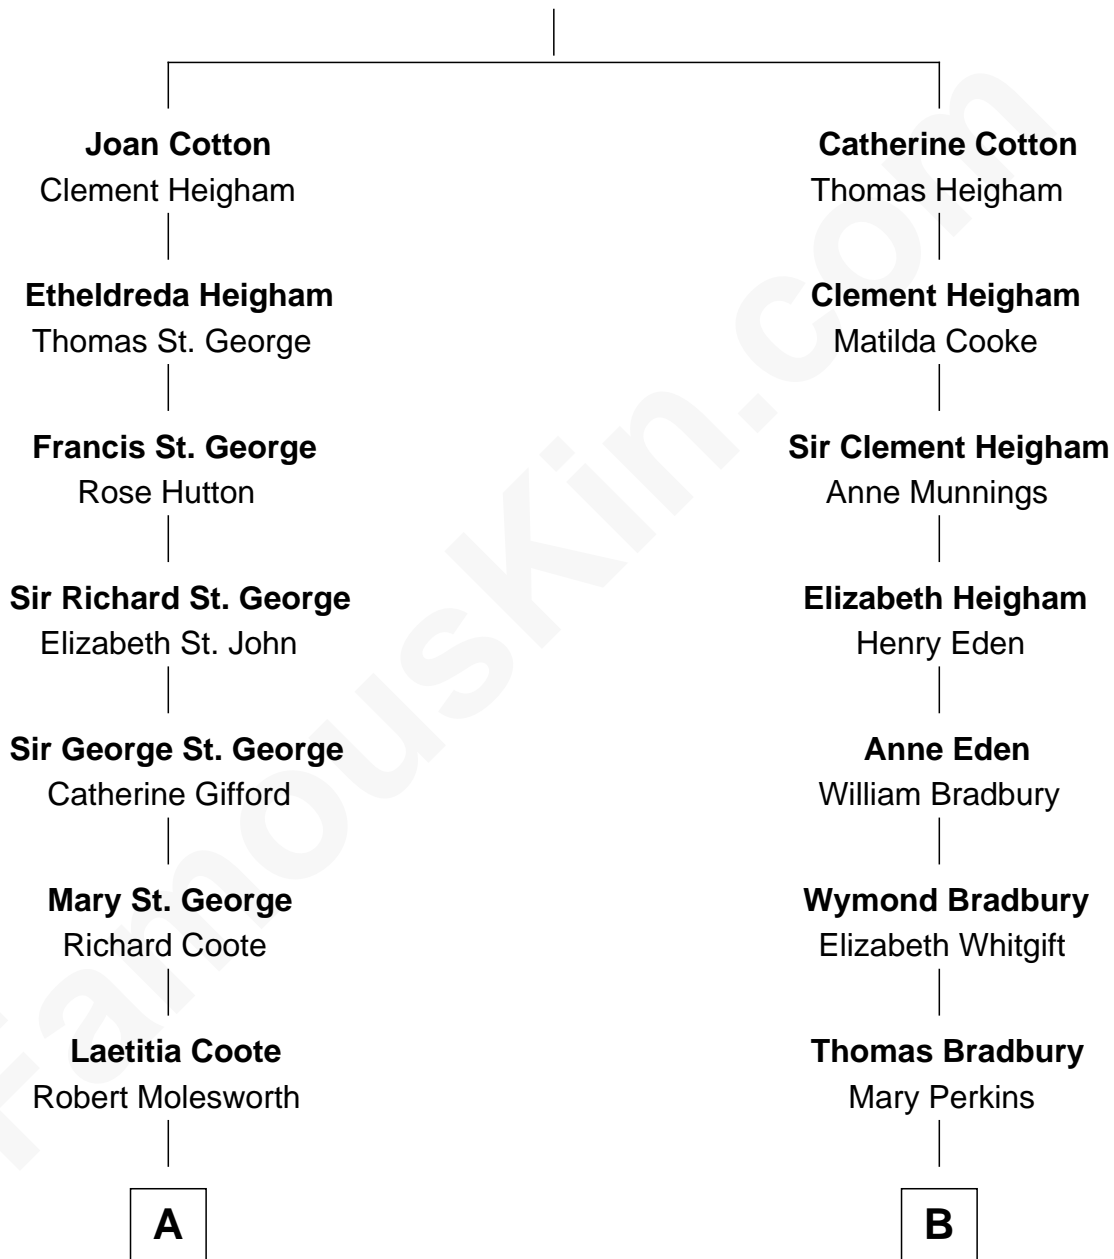 Joan Cotton
Clement Heigham
Etheldreda Heigham
Thomas St. George
Francis St. George
Rose Hutton
Sir Richard St. George
Elizabeth St. John
Sir George St. George
Catherine Gifford
Mary St. George
Richard Coote
Laetitia Coote
Robert Molesworth
A
Catherine Cotton
Thomas Heigham
Clement Heigham
Matilda Cooke
Sir Clement Heigham
Anne Munnings
Elizabeth Heigham
Henry Eden
Anne Eden
William Bradbury
Wymond Bradbury
Elizabeth Whitgift
Thomas Bradbury
Mary Perkins
B
FamousKin.com